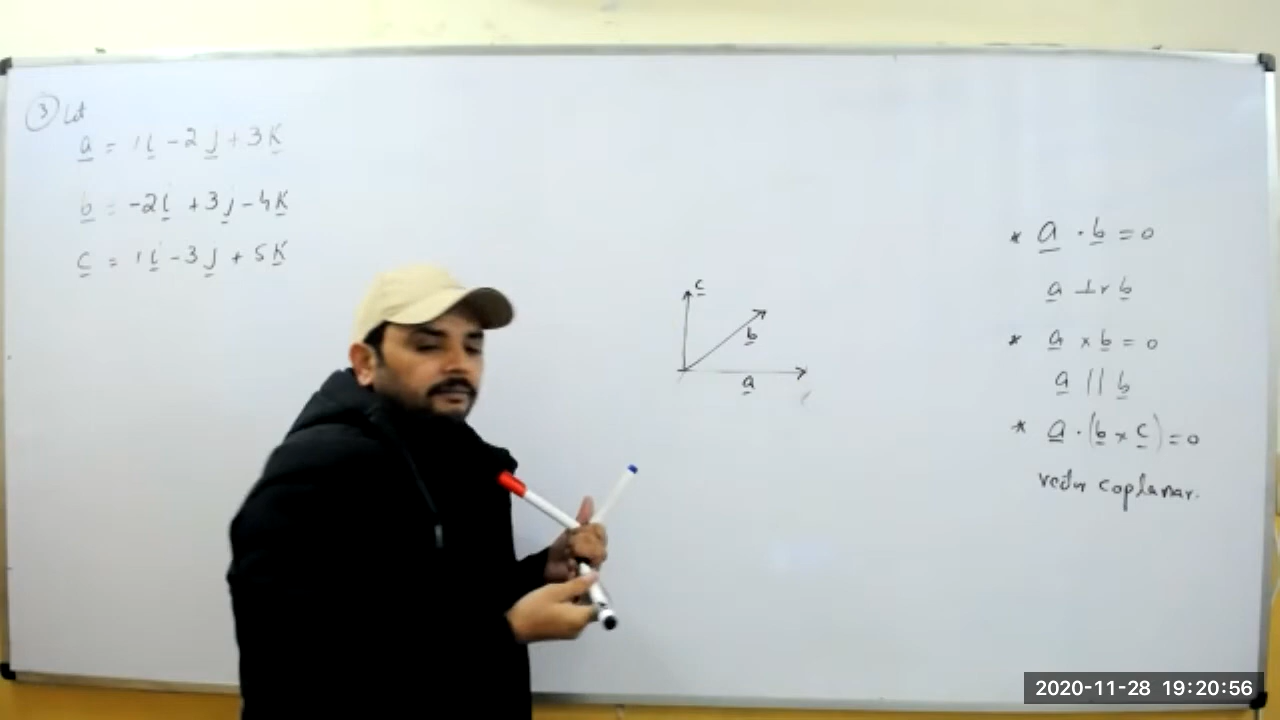 ③ Let
a = 1i - 2j + 3k
b = -2i + 3j - 4k
c = 1i - 3j + 5k
c
b
a
* a · b = 0
a ⊥r b
* a × b = 0
a || b
* a · (b × c) = 0
vector coplanar.
2020-11-28 19:20:56